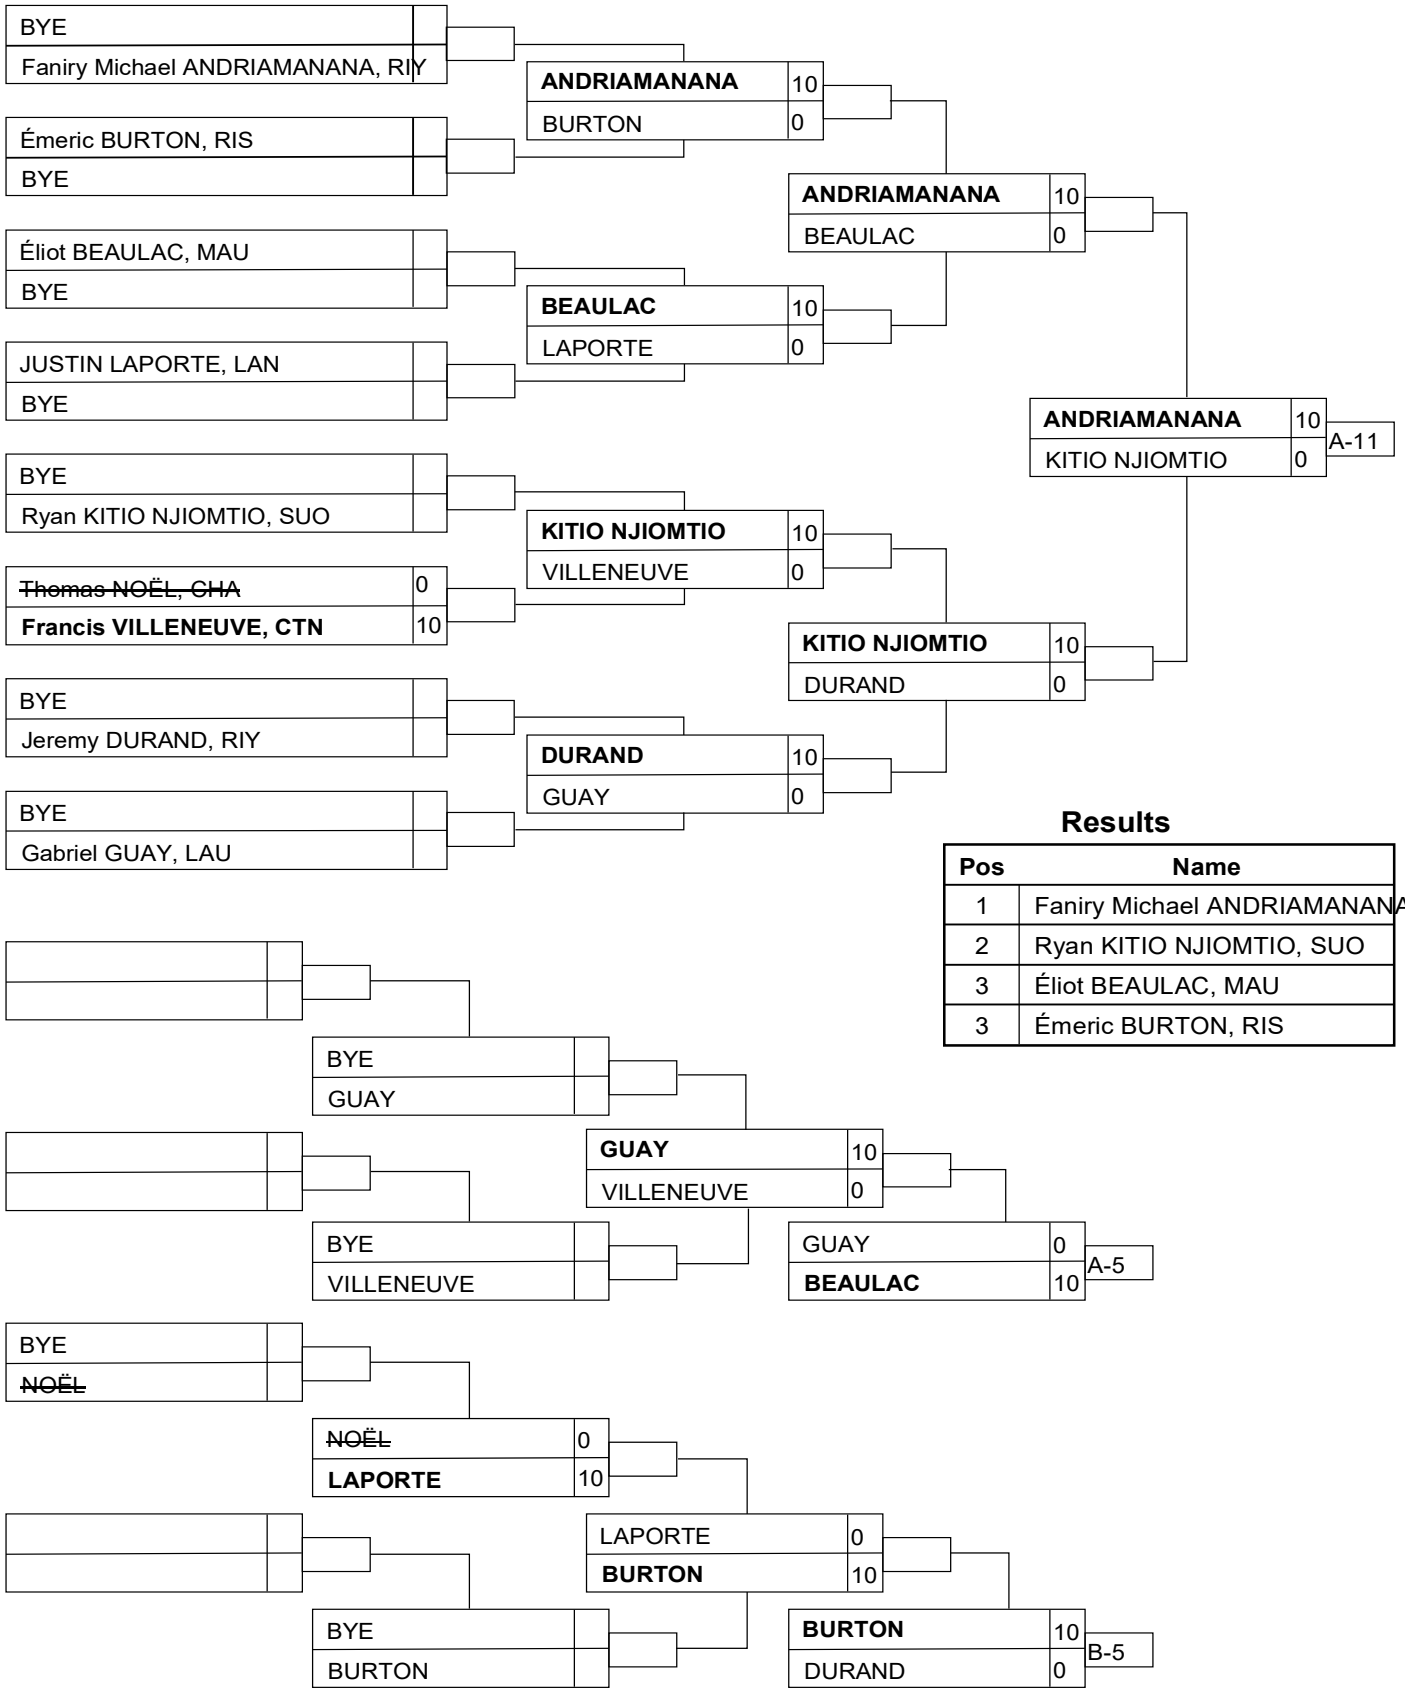 BYE
Faniry Michael ANDRIAMANANA, RIY
Émeric BURTON, RIS
BYE
Éliot BEAULAC, MAU
BYE
JUSTIN LAPORTE, LAN
BYE
BYE
Ryan KITIO NJIOMTIO, SUO
Thomas NOËL, CHA 0
Francis VILLENEUVE, CTN 10
BYE
Jeremy DURAND, RIY
BYE
Gabriel GUAY, LAU
ANDRIAMANANA 10
BURTON 0
BEAULAC 10
LAPORTE 0
KITIO NJIOMTIO 10
VILLENEUVE 0
DURAND 10
GUAY 0
ANDRIAMANANA 10
BEAULAC 0
KITIO NJIOMTIO 10
DURAND 0
ANDRIAMANANA 10
KITIO NJIOMTIO 0
A-11
Results
Pos Name
1 Faniry Michael ANDRIAMANANA
2 Ryan KITIO NJIOMTIO, SUO
3 Éliot BEAULAC, MAU
3 Émeric BURTON, RIS
BYE
GUAY
BYE
VILLENEUVE
GUAY 10
VILLENEUVE 0
GUAY 0
BEAULAC 10
A-5
BYE
NOËL
NOËL 0
LAPORTE 10
BYE
BURTON
LAPORTE 0
BURTON 10
BURTON 10
DURAND 0
B-5